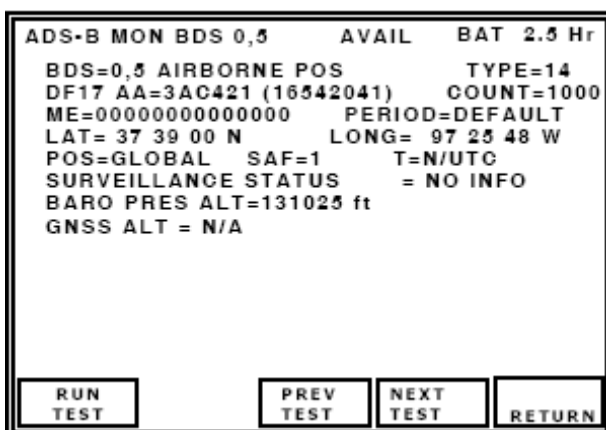 ADS-B MON BDS 0,5 AVAIL BAT 2.5 Hr
BDS=0,5 AIRBORNE POS TYPE=14
DF17 AA=3AC421 (16542041) COUNT=1000
ME=00000000000000 PERIOD=DEFAULT
LAT= 37 39 00 N LONG= 97 25 48 W
POS=GLOBAL SAF=1 T=N/UTC
SURVEILLANCE STATUS = NO INFO
BARO PRES ALT=131025 ft
GNSS ALT = N/A
RUN TEST
PREV TEST
NEXT TEST
RETURN